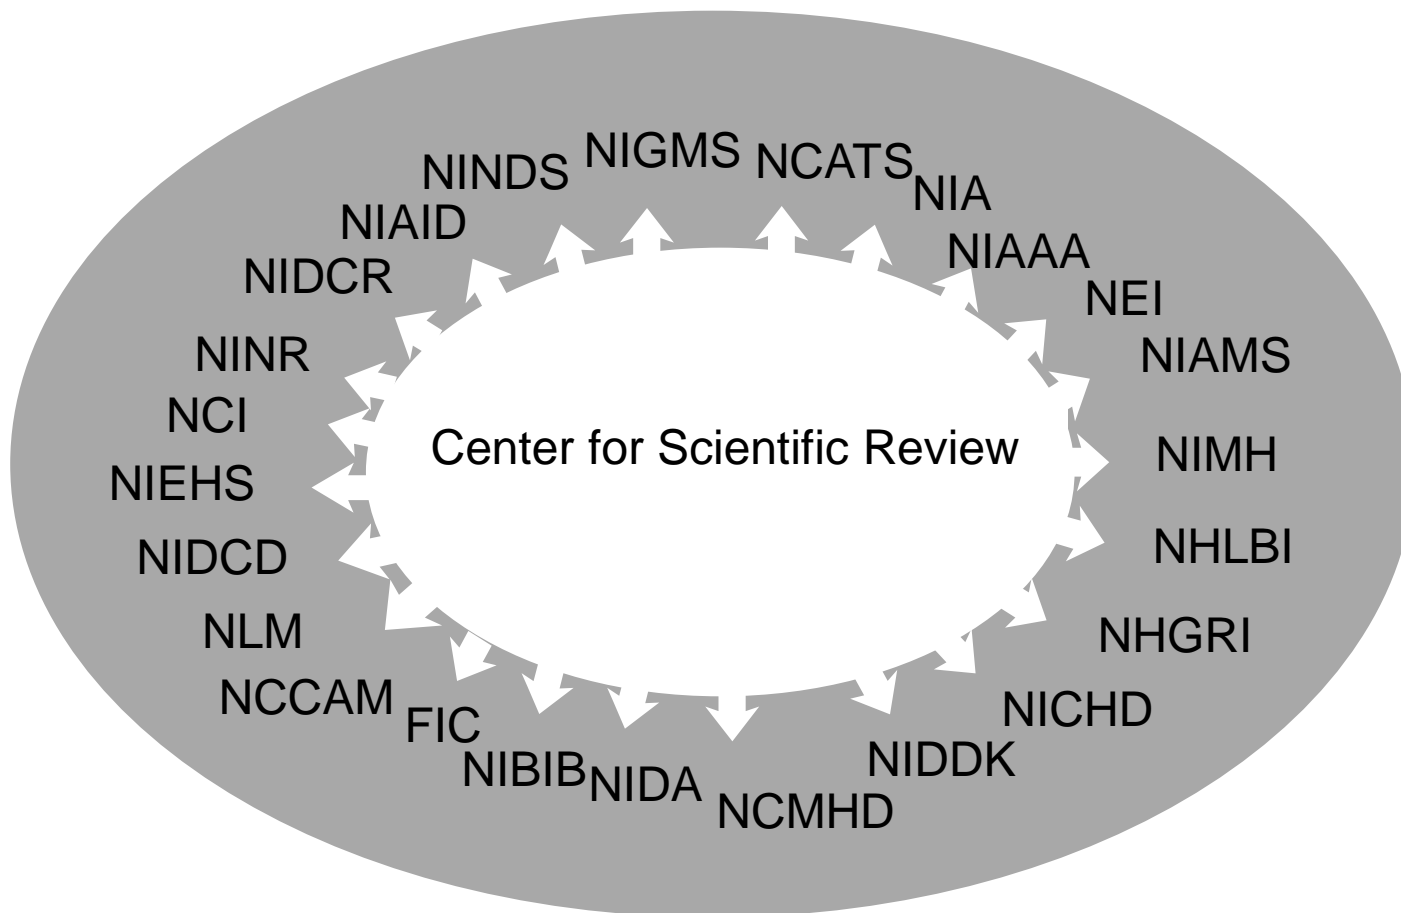 NIGMS
NCATS
NINDS
NIA
NIAID
NIAAA
NIDCR
NEI
NINR
NIAMS
NCI
Center for Scientific Review
NIMH
NIEHS
NHLBI
NIDCD
NLM
NHGRI
NCCAM
NICHD
FIC
NIDDK
NIBIB
NIDA
NCMHD